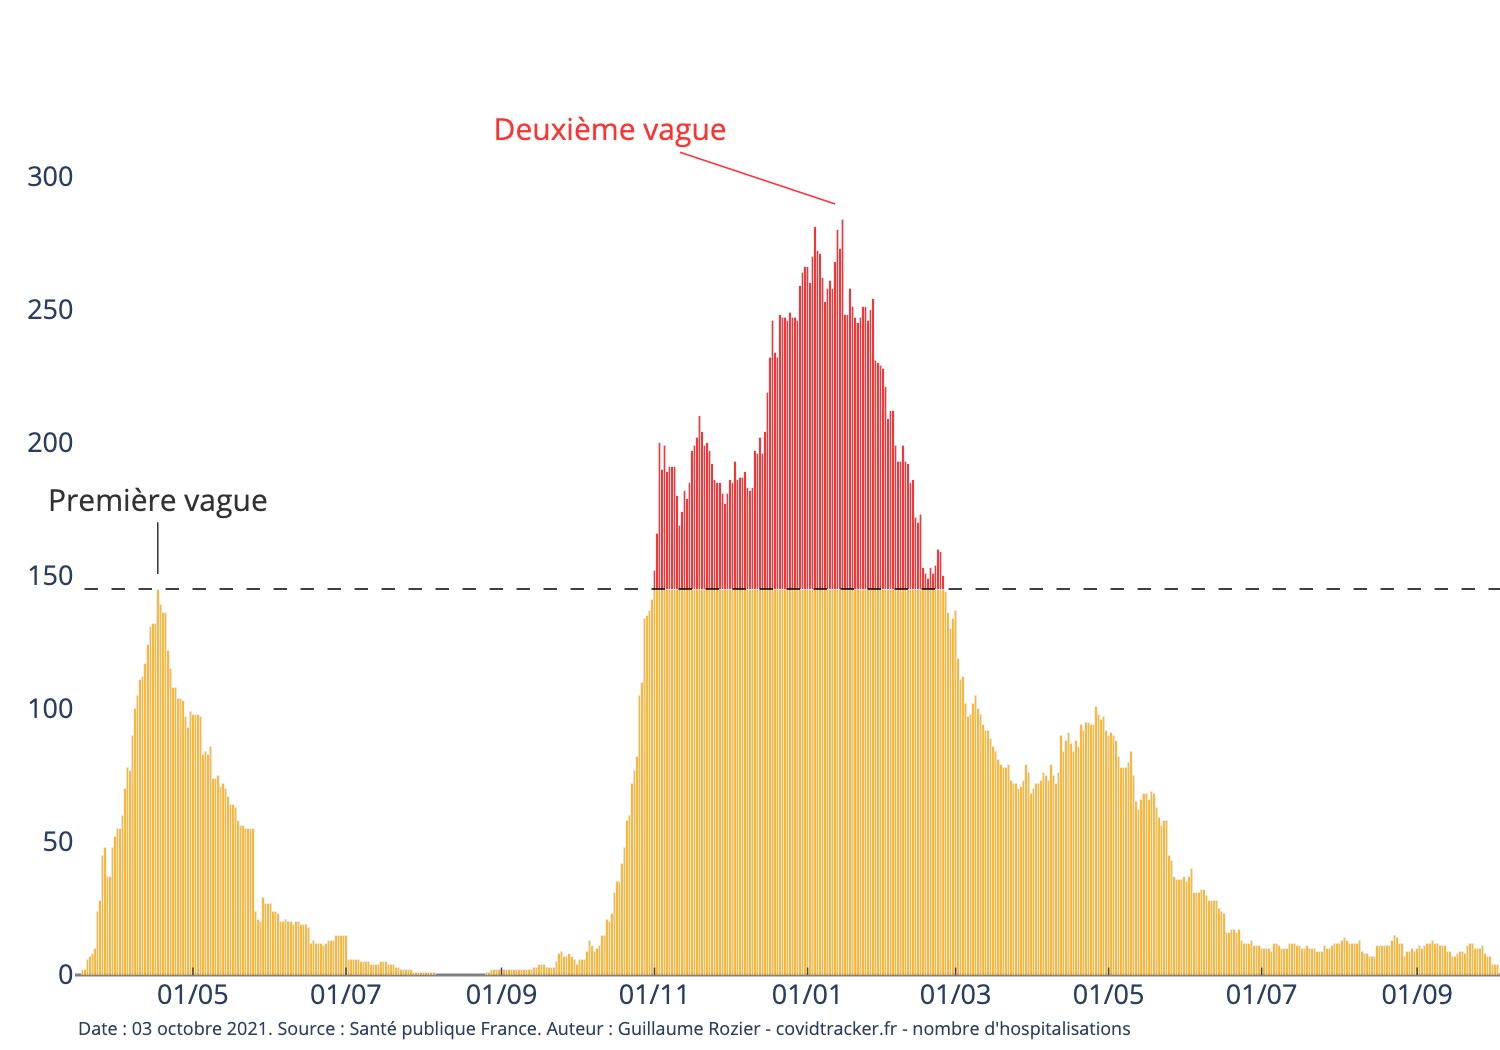 Deuxième vague
300
250
200
Première vague
150
100
50
0
01/05 01/07 01/09 01/11 01/01 01/03 01/05 01/07 01/09
Date : 03 octobre 2021. Source : Santé publique France. Auteur : Guillaume Rozier - covidtracker.fr - nombre d'hospitalisations